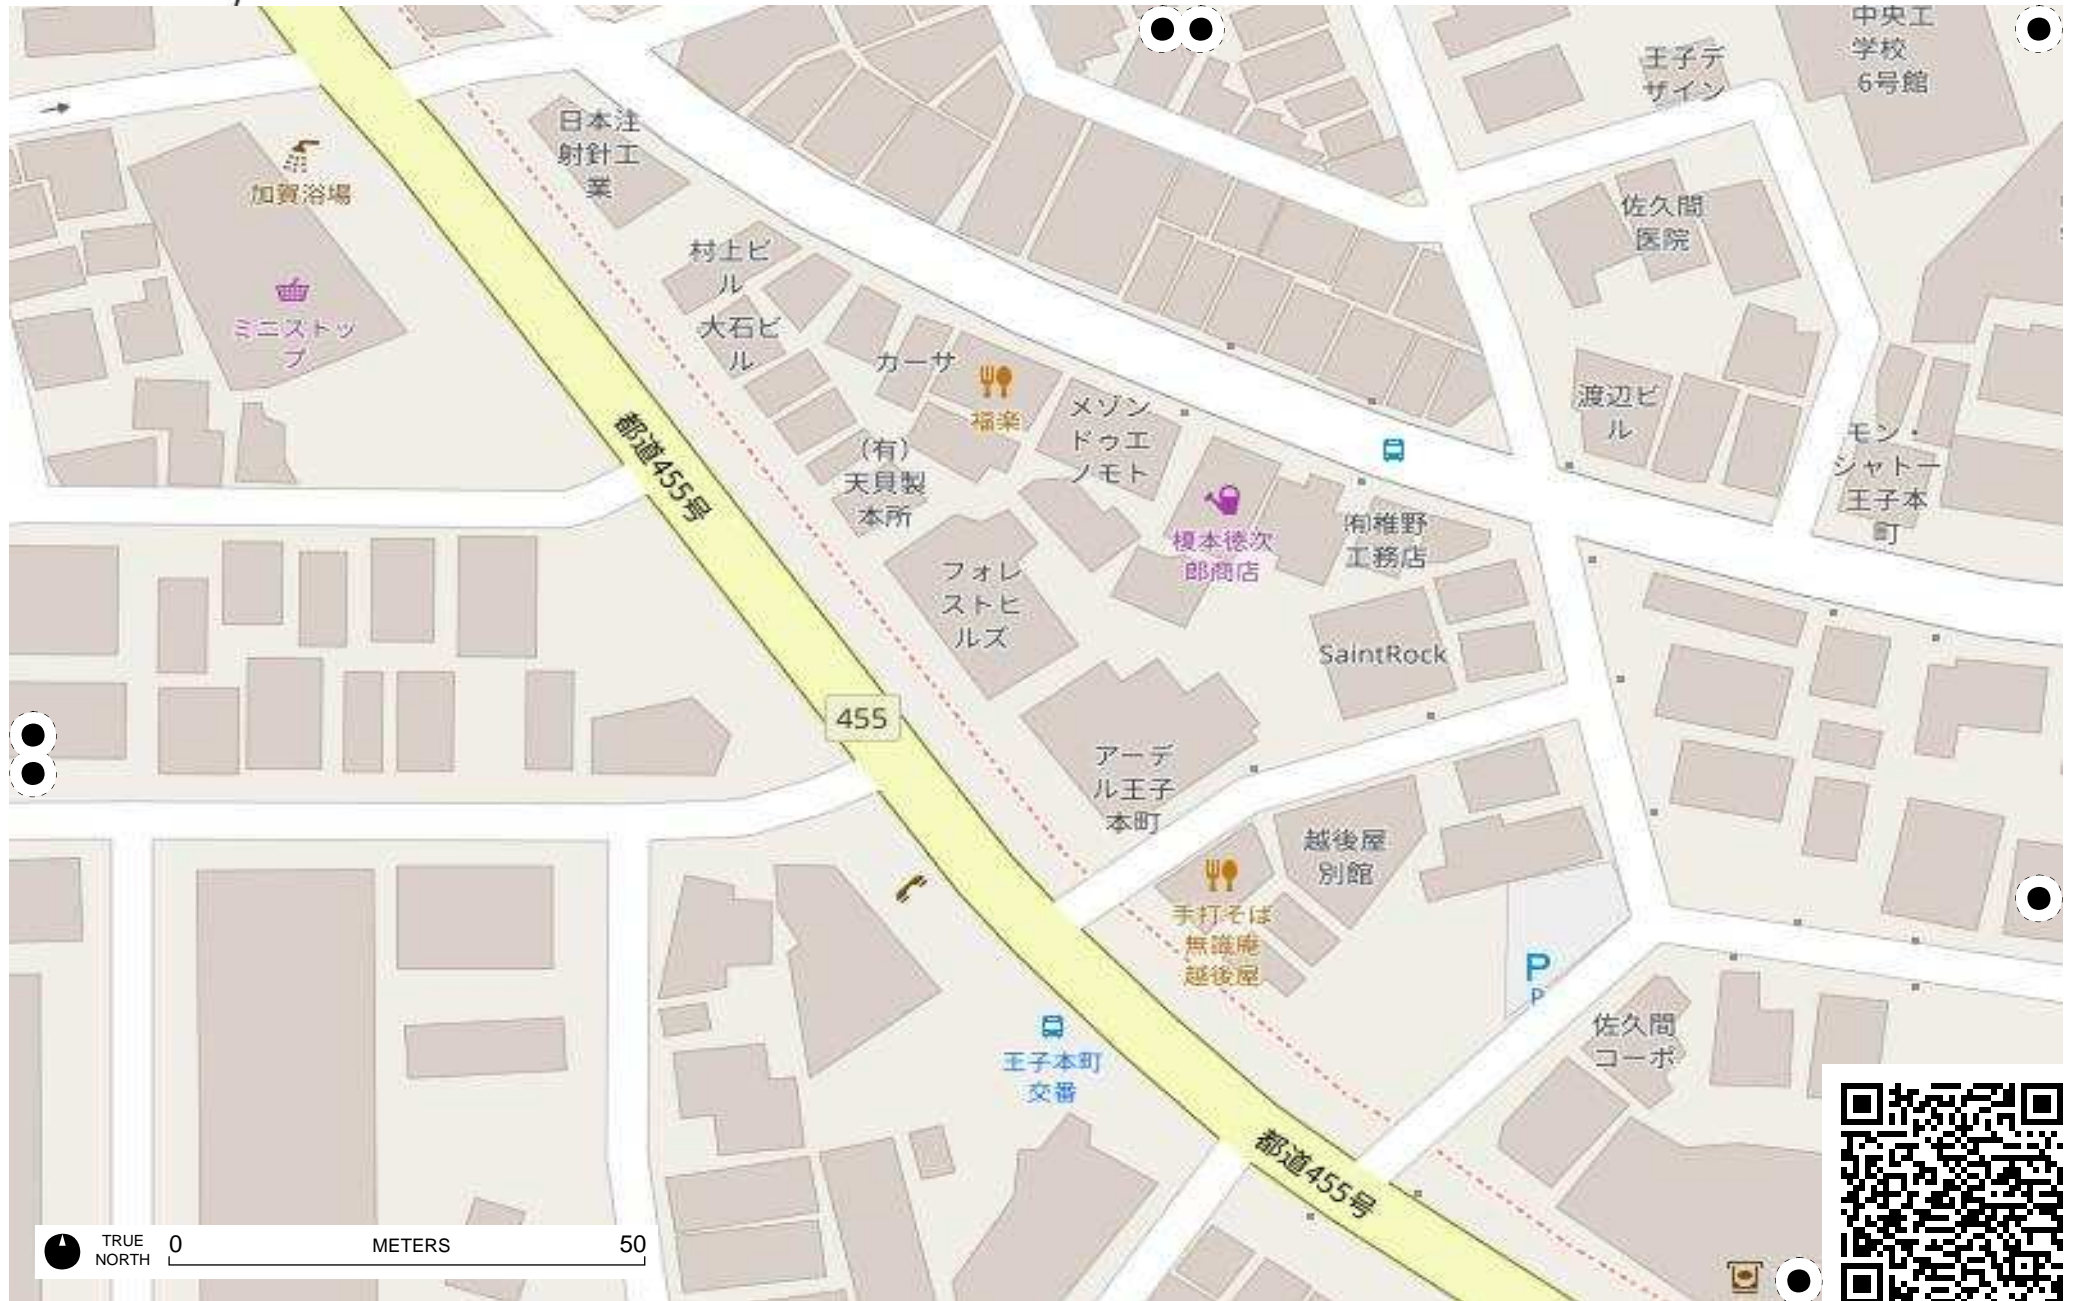 中央工
学校
6号館
王子デ
ザイン
日本注
射針工
業
加賀浴場
佐久間
医院
村上ビ
ル
ミニストッ
プ
大石ビ
ル
カーサ
福楽
メゾン
ドゥエ
ノモト
渡辺ビ
ル
都道455号
(有)
天貝製
本所
モン・
シャトー
王子本
町
榎本徳次
郎商店
㈲椎野
工務店
フォレ
ストヒ
ルズ
SaintRock
455
アーデ
ル王子
本町
越後屋
別館
手打そば
無識庵
越後屋
P
P
佐久間
コーポ
王子本町
交番
都道455号
TRUE
NORTH
0 METERS 50